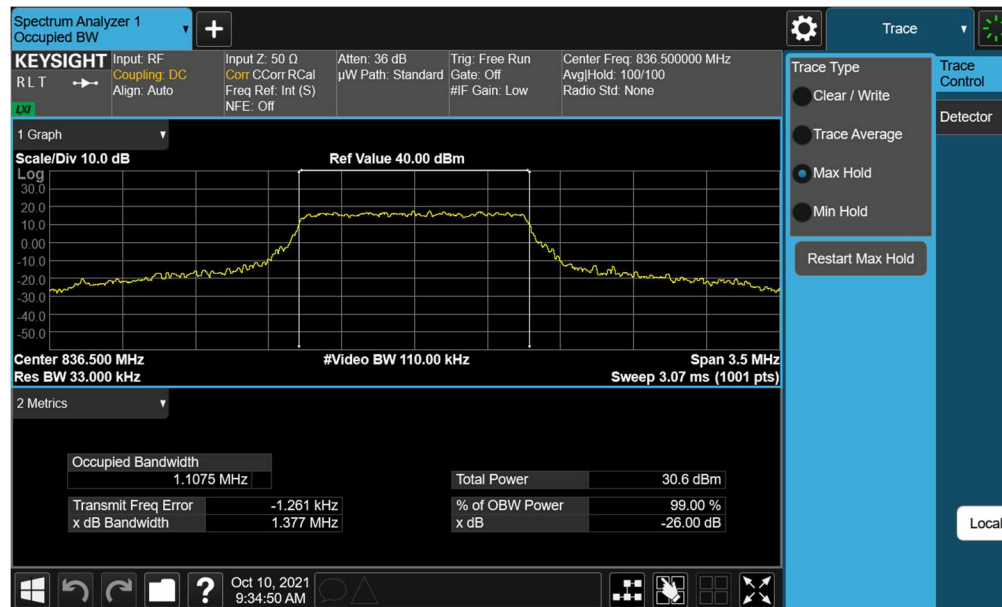 Spectrum Analyzer 1
Occupied BW
+
Trace
KEYSIGHT
RLT
LXI
Input: RF
Coupling: DC
Align: Auto
Input Z: 50 Ω
Corr CCorr RCal
Freq Ref: Int (S)
NFE: Off
Atten: 36 dB
µW Path: Standard
Trig: Free Run
Gate: Off
#IF Gain: Low
Center Freq: 836.500000 MHz
Avg|Hold: 100/100
Radio Std: None
Trace Type
Clear / Write
Trace Average
Max Hold
Min Hold
Restart Max Hold
Trace
Control
Detector
Local
1 Graph
Scale/Div 10.0 dB
Ref Value 40.00 dBm
Log
30.0
20.0
10.0
0.00
-10.0
-20.0
-30.0
-40.0
-50.0
Center 836.500 MHz
#Video BW 110.00 kHz
Span 3.5 MHz
Res BW 33.000 kHz
Sweep 3.07 ms (1001 pts)
2 Metrics
Occupied Bandwidth
1.1075 MHz
Total Power 30.6 dBm
Transmit Freq Error -1.261 kHz
% of OBW Power 99.00 %
x dB Bandwidth 1.377 MHz
x dB -26.00 dB
?
Oct 10, 2021
9:34:50 AM